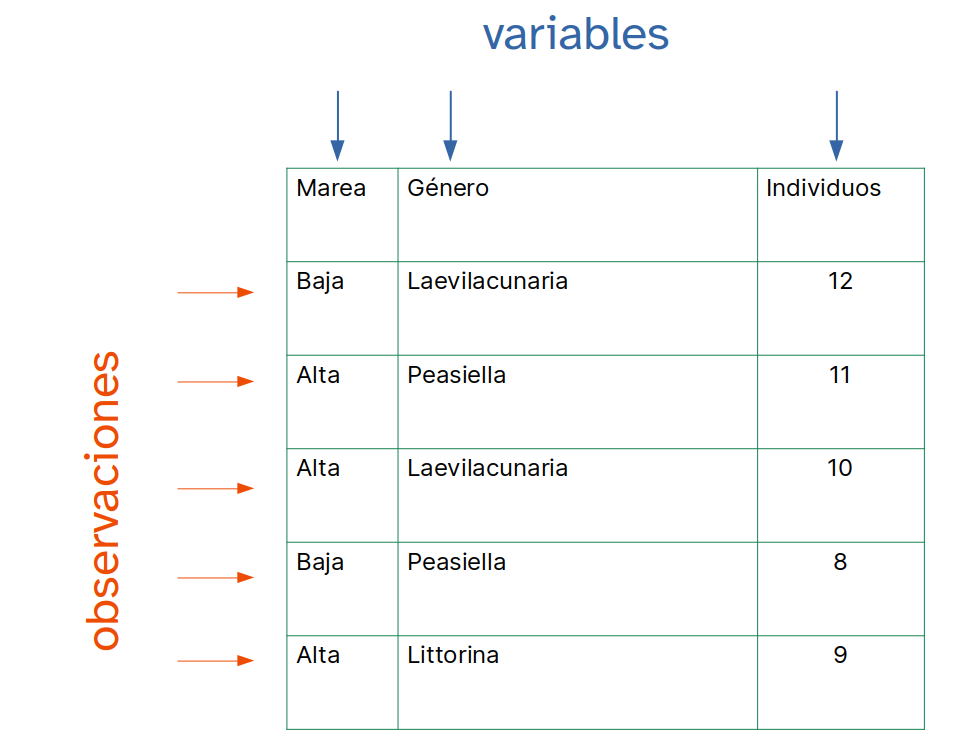 variables
observaciones
Marea Género Individuos
Baja Laevilacunaria 12
Alta Peasiella 11
Alta Laevilacunaria 10
Baja Peasiella 8
Alta Littorina 9